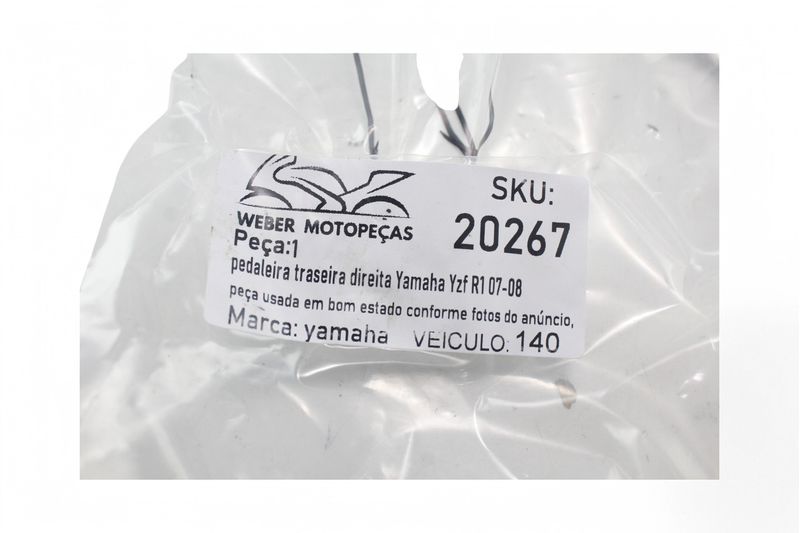 WEBER MOTOPEÇAS
SKU:
20267
Peça:1
pedaleira traseira direita Yamaha Yzf R1 07-08
peça usada em bom estado conforme fotos do anúncio,
Marca: yamaha VEICULO: 140